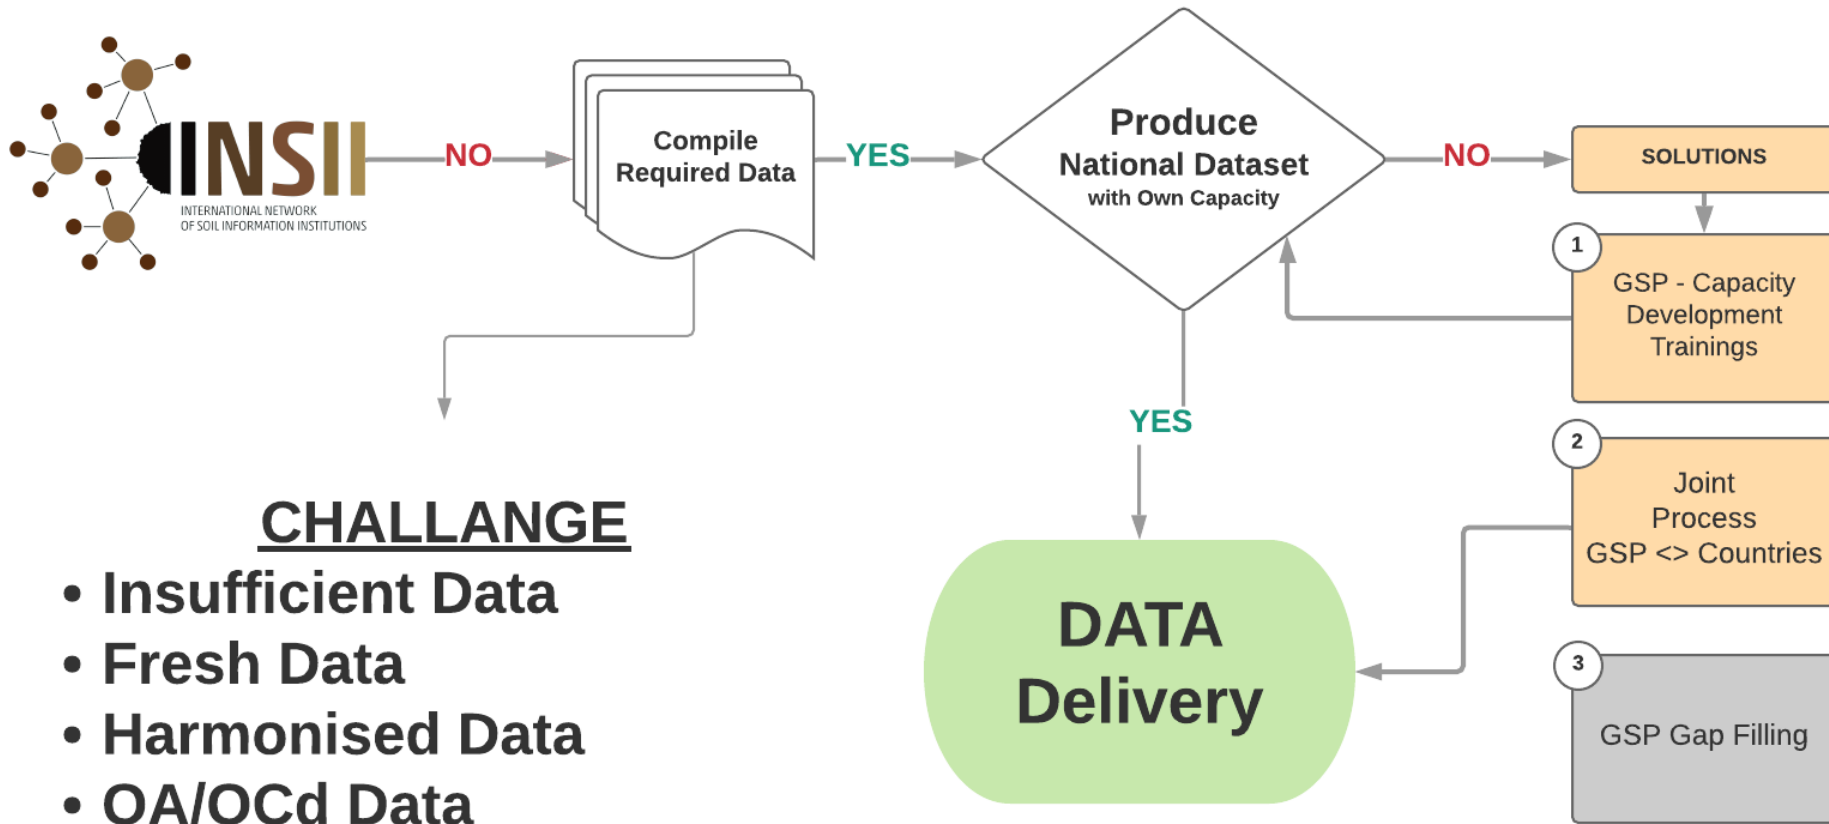 INSII
INTERNATIONAL NETWORK
OF SOIL INFORMATION INSTITUTIONS
NO
Compile
Required Data
YES
Produce
National Dataset
with Own Capacity
NO
SOLUTIONS
1
GSP - Capacity
Development
Trainings
YES
2
Joint
Process
GSP <> Countries
CHALLANGE
• Insufficient Data
• Fresh Data
• Harmonised Data
• QA/QCd Data
DATA
Delivery
3
GSP Gap Filling